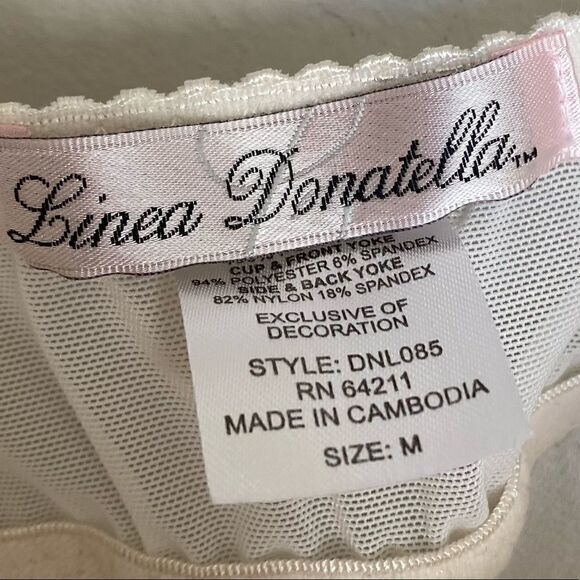 Linea Donatella™
CUP & FRONT YOKE
94% POLYESTER 6% SPANDEX
SIDE & BACK YOKE
82% NYLON 18% SPANDEX
EXCLUSIVE OF
DECORATION
STYLE: DNL085
RN 64211
MADE IN CAMBODIA
SIZE: M